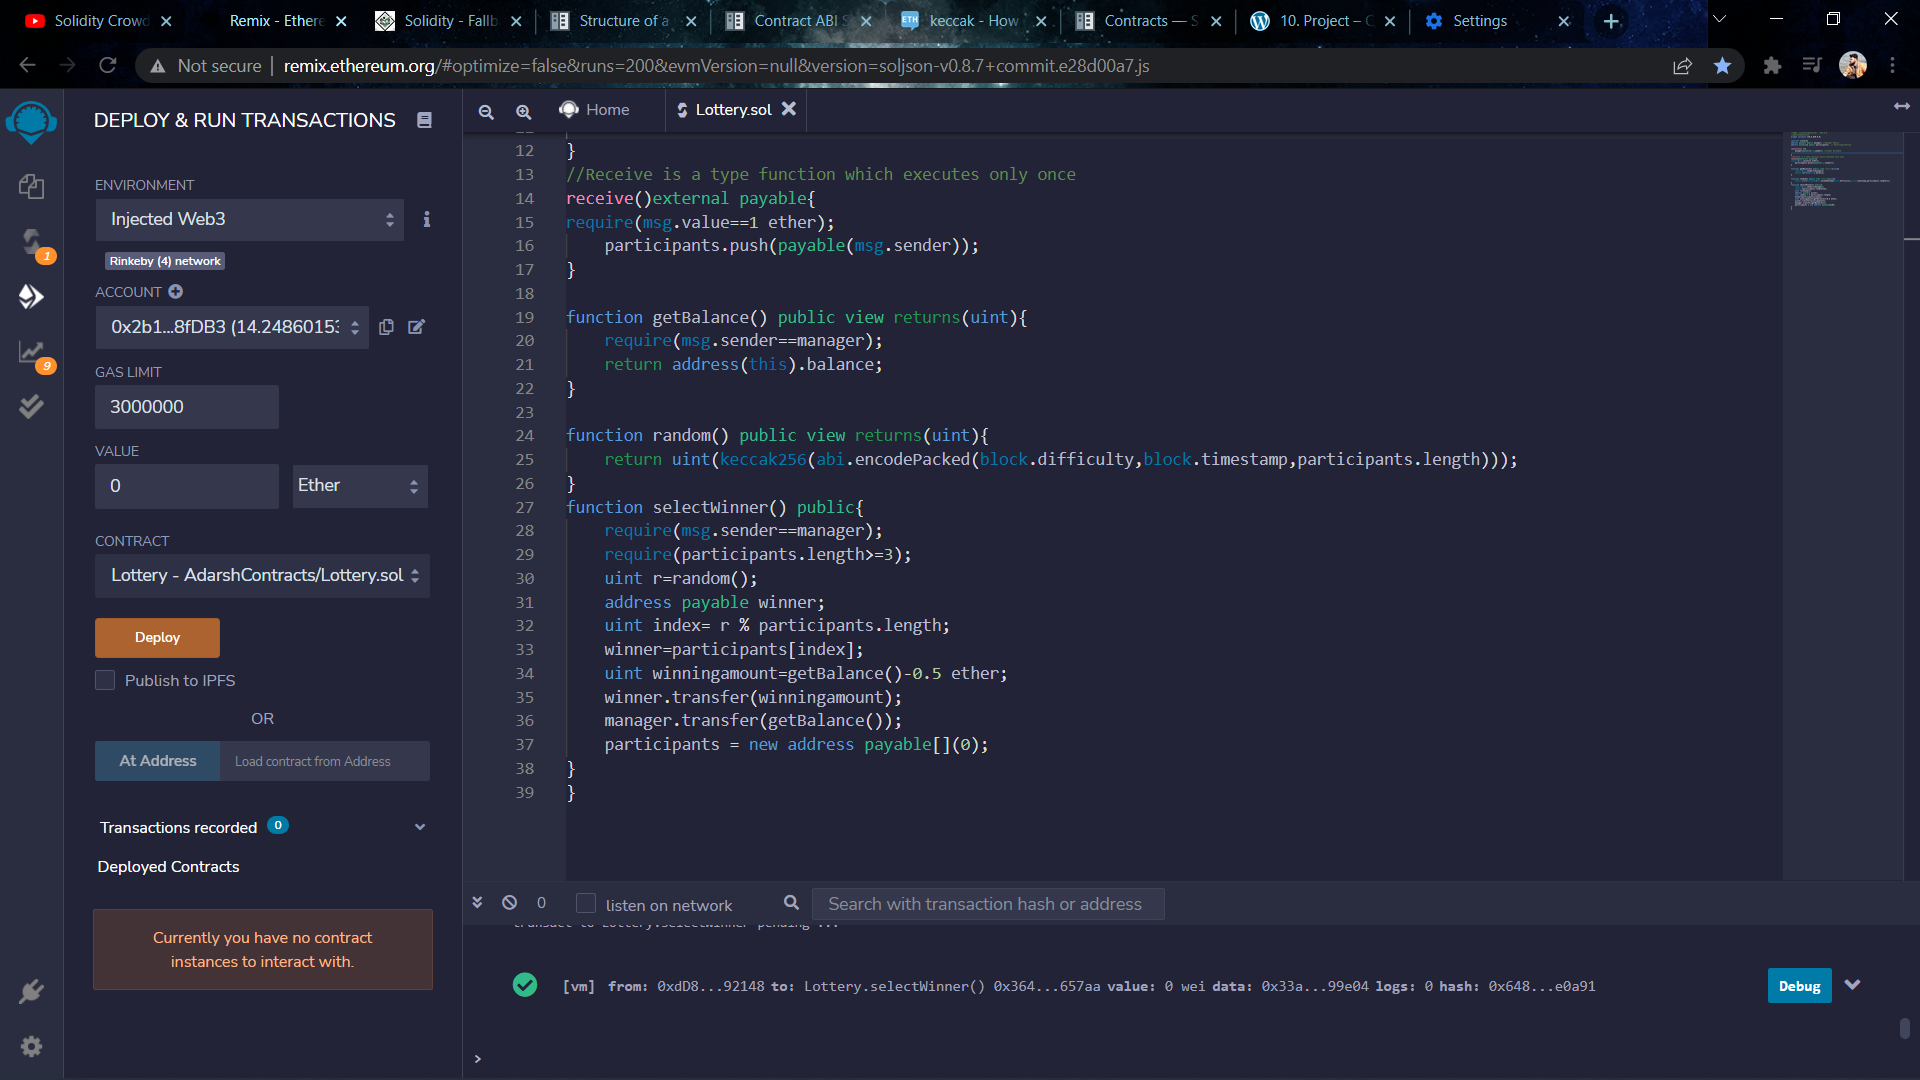 Solidity Crowd
Remix - Ethere
Solidity - Fallb
Structure of a
Contract ABI S
keccak - How
Contracts — S
10. Project – C
Settings
Not secure
remix.ethereum.org/#optimize=false&runs=200&evmVersion=null&version=soljson-v0.8.7+commit.e28d00a7.js
DEPLOY & RUN TRANSACTIONS
ENVIRONMENT
Injected Web3
Rinkeby (4) network
ACCOUNT
0x2b1...8fDB3 (14.24860153
GAS LIMIT
3000000
VALUE
0
Ether
CONTRACT
Lottery - AdarshContracts/Lottery.sol
Deploy
Publish to IPFS
OR
At Address
Load contract from Address
Transactions recorded 0
Deployed Contracts
Currently you have no contract
instances to interact with.
1
9
Home
Lottery.sol
12 }
13 //Receive is a type function which executes only once
14 receive()external payable{
15 require(msg.value==1 ether);
16 participants.push(payable(msg.sender));
17 }
18
19 function getBalance() public view returns(uint){
20 require(msg.sender==manager);
21 return address(this).balance;
22 }
23
24 function random() public view returns(uint){
25 return uint(keccak256(abi.encodePacked(block.difficulty,block.timestamp,participants.length)));
26 }
27 function selectWinner() public{
28 require(msg.sender==manager);
29 require(participants.length>=3);
30 uint r=random();
31 address payable winner;
32 uint index= r % participants.length;
33 winner=participants[index];
34 uint winningamount=getBalance()-0.5 ether;
35 winner.transfer(winningamount);
36 manager.transfer(getBalance());
37 participants = new address payable[](0);
38 }
39 }
0
listen on network
Search with transaction hash or address
transact to Lottery.selectWinner pending ...
[vm] from: 0xdD8...92148 to: Lottery.selectWinner() 0x364...657aa value: 0 wei data: 0x33a...99e04 logs: 0 hash: 0x648...e0a91
Debug
>